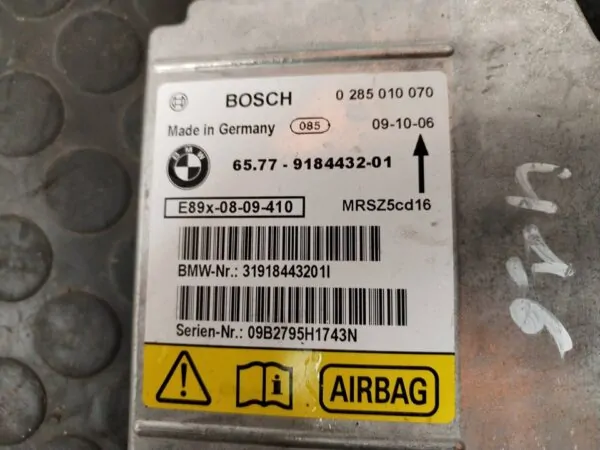 BOSCH 0 285 010 070
Made in Germany 085 09-10-06
BMW
65.77 - 9184432-01
E89x-08-09-410 MRSZ5cd16
BMW-Nr.: 31918443201I
Serien-Nr.: 09B2795H1743N
AIRBAG